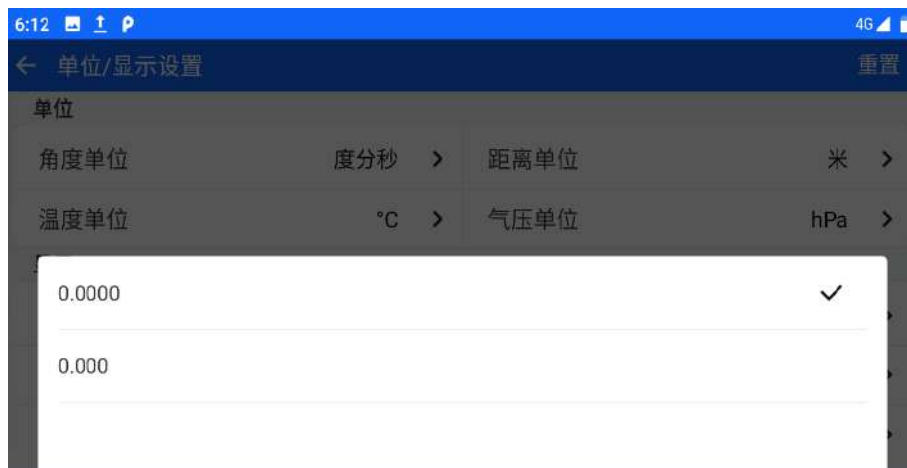 6:12 4G
单位/显示设置 重置
单位
角度单位 度分秒 距离单位 米
温度单位 °C 气压单位 hPa
0.0000
0.000